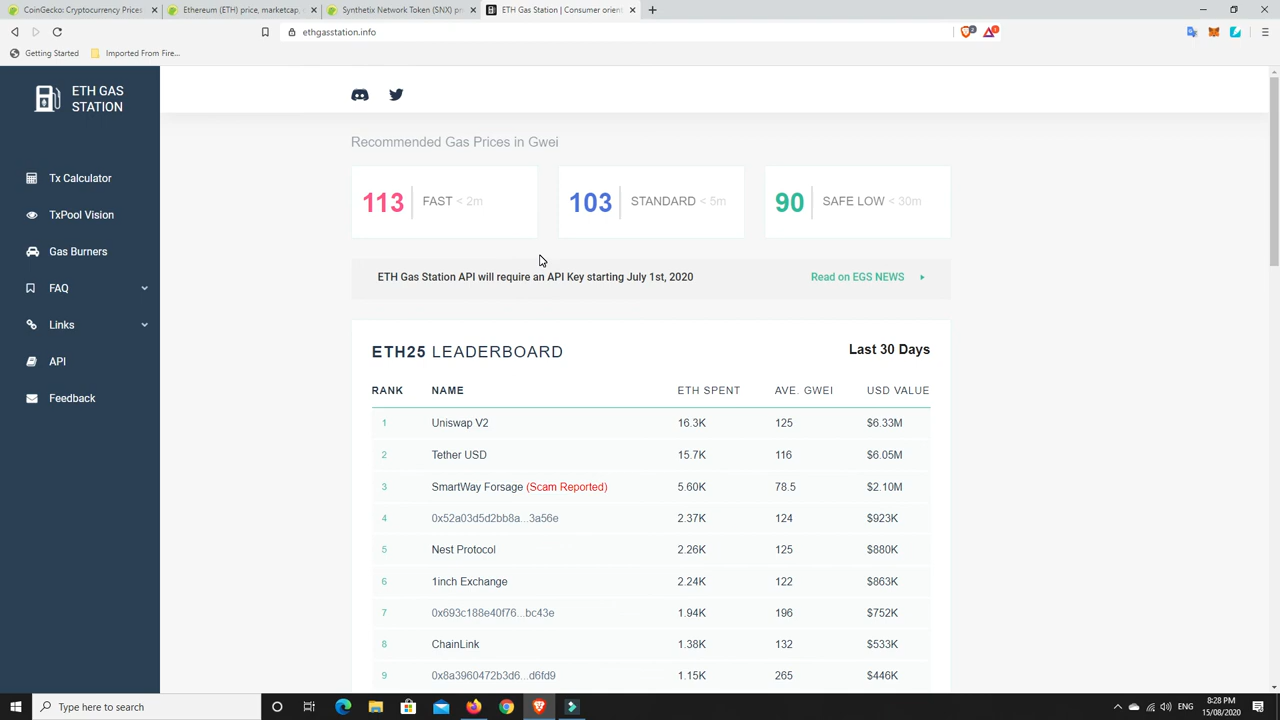 CoinGecko: Cryptocurrency Prices
Ethereum (ETH) price, marketcap,
Synthetix Network Token (SNX) pr
ETH Gas Station | Consumer orien
ethgasstation.info
Getting Started
Imported From Fire...
ETH GAS
STATION
Tx Calculator
TxPool Vision
Gas Burners
FAQ
Links
API
Feedback
Recommended Gas Prices in Gwei
113 FAST < 2m
103 STANDARD < 5m
90 SAFE LOW < 30m
ETH Gas Station API will require an API Key starting July 1st, 2020 Read on EGS NEWS
ETH25 LEADERBOARD Last 30 Days
RANK NAME ETH SPENT AVE. GWEI USD VALUE
1 Uniswap V2 16.3K 125 $6.33M
2 Tether USD 15.7K 116 $6.05M
3 SmartWay Forsage (Scam Reported) 5.60K 78.5 $2.10M
4 0x52a03d5d2bb8a...3a56e 2.37K 124 $923K
5 Nest Protocol 2.26K 125 $880K
6 1inch Exchange 2.24K 122 $863K
7 0x693c188e40f76...bc43e 1.94K 196 $752K
8 ChainLink 1.38K 132 $533K
9 0x8a3960472b3d6...d6fd9 1.15K 265 $446K
Type here to search
ENG
8:28 PM
15/08/2020